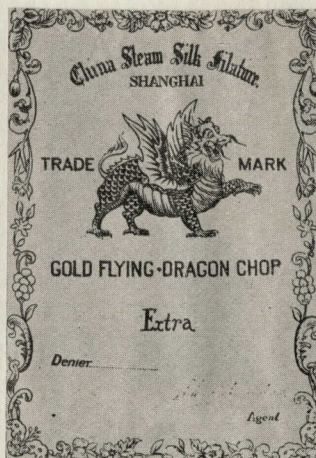 China Steam Silk Filature,
SHANGHAI
TRADE MARK
GOLD FLYING-DRAGON CHOP
Extra
Denier
Agent